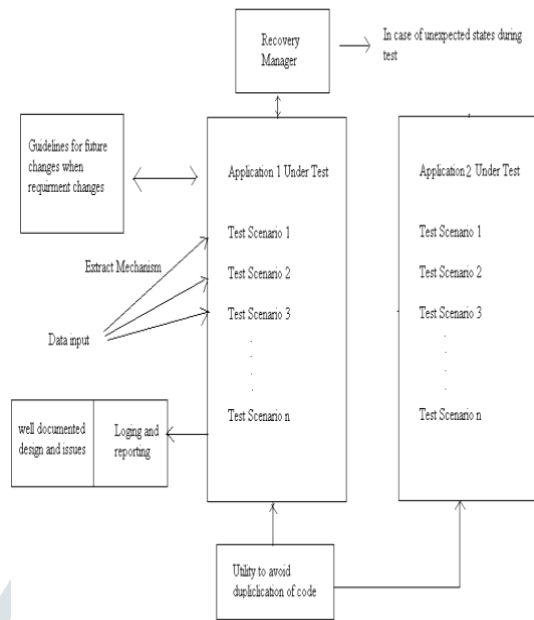 Recovery
Manager
In case of unexpected states during
test
Guidelines for future
changes when
requirment changes
Application 1 Under Test
Application 2 Under Test
Test Scenario 1
Test Scenario 2
Test Scenario 3
Test Scenario n
Test Scenario 1
Test Scenario 2
Test Scenario 3
Test Scenario n
Extract Mechanism
Data input
well documented
design and issues
Loging and
reporting
Utility to avoid
dupliclication of code